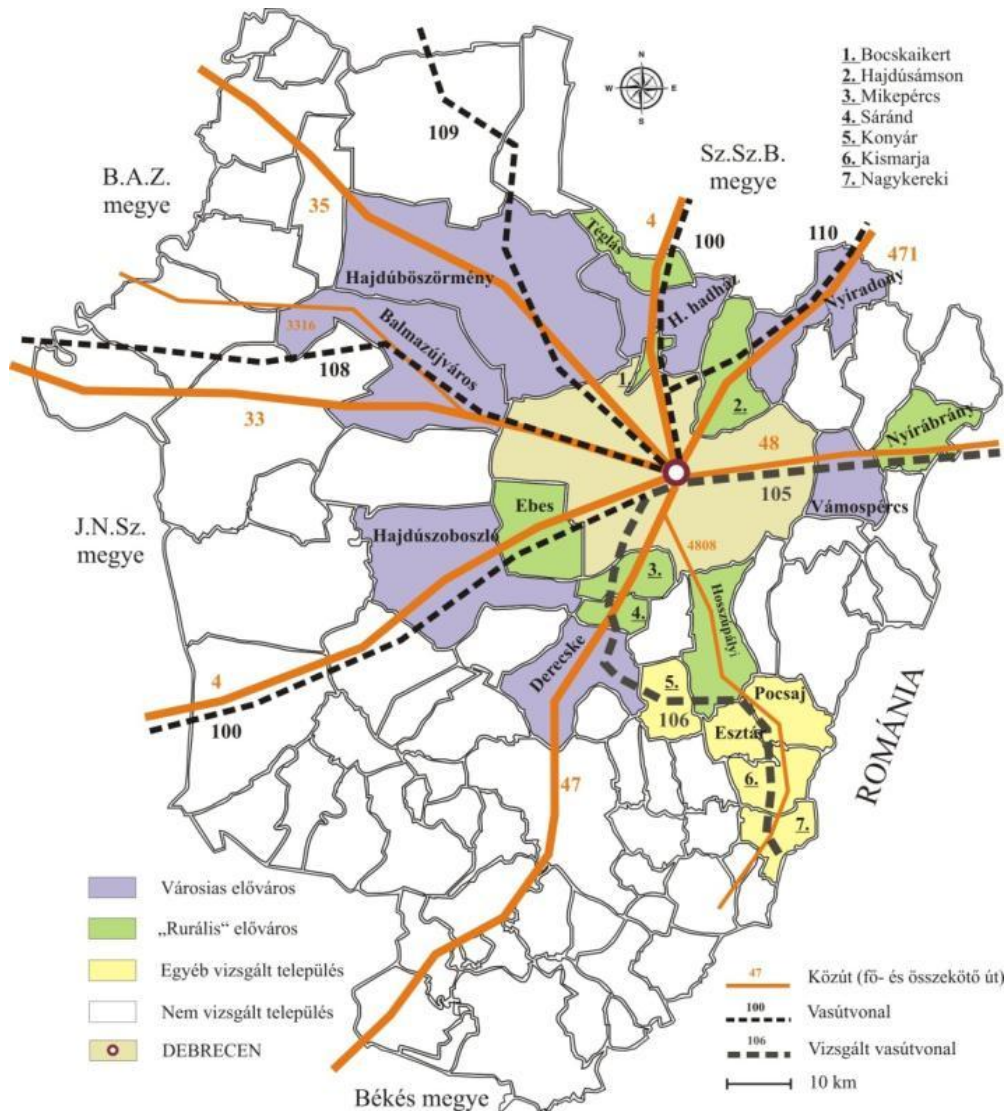 N
W E
S
1. Bocskaikert
2. Hajdúsámson
3. Mikepércs
4. Sáránd
5. Konyár
6. Kismarja
7. Nagykereki
109
B.A.Z.
megye
Sz.Sz.B.
megye
35
4
100
110
471
Téglás
Hajdúböszörmény
H. hadház
Nyíradony
3316
Balmazújváros
108
1.
33
2.
Nyírábrány
48
105
Vámospércs
Ebes
Hajdúszoboszló
J.N.Sz.
megye
4808
3.
4.
Hosszúpályi
Derecske
5.
106
Pocsaj
Esztár
4
100
ROMÁNIA
6.
47
7.
Városias előváros
„Rurális“ előváros
Egyéb vizsgált település
Nem vizsgált település
DEBRECEN
47
47
Közút (fő- és összekötő út)
100
Vasútvonal
106
Vizsgált vasútvonal
10 km
Békés megye